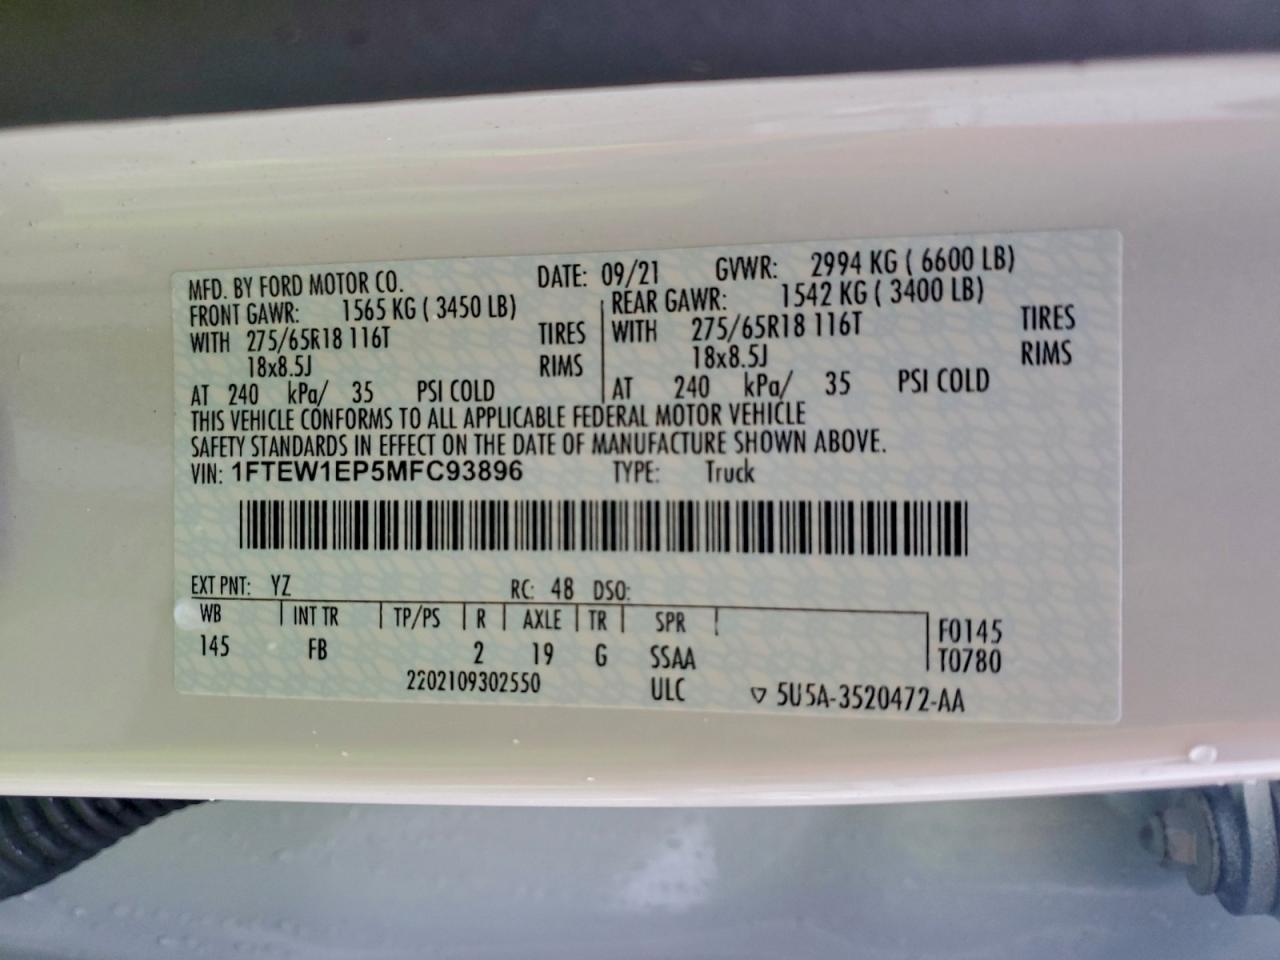 MFD. BY FORD MOTOR CO. DATE: 09/21 GVWR: 2994 KG ( 6600 LB)
FRONT GAWR: 1565 KG ( 3450 LB) REAR GAWR: 1542 KG ( 3400 LB)
WITH 275/65R18 116T TIRES WITH 275/65R18 116T TIRES
18x8.5J RIMS 18x8.5J RIMS
AT 240 kPa/ 35 PSI COLD AT 240 kPa/ 35 PSI COLD
THIS VEHICLE CONFORMS TO ALL APPLICABLE FEDERAL MOTOR VEHICLE
SAFETY STANDARDS IN EFFECT ON THE DATE OF MANUFACTURE SHOWN ABOVE.
VIN: 1FTEW1EP5MFC93896 TYPE: Truck
EXT PNT: YZ RC: 48 DSO:
WB INT TR TP/PS R AXLE TR SPR F0145
145 FB 2 19 G SSAA T0780
2202109302550 ULC ▽ 5U5A-3520472-AA